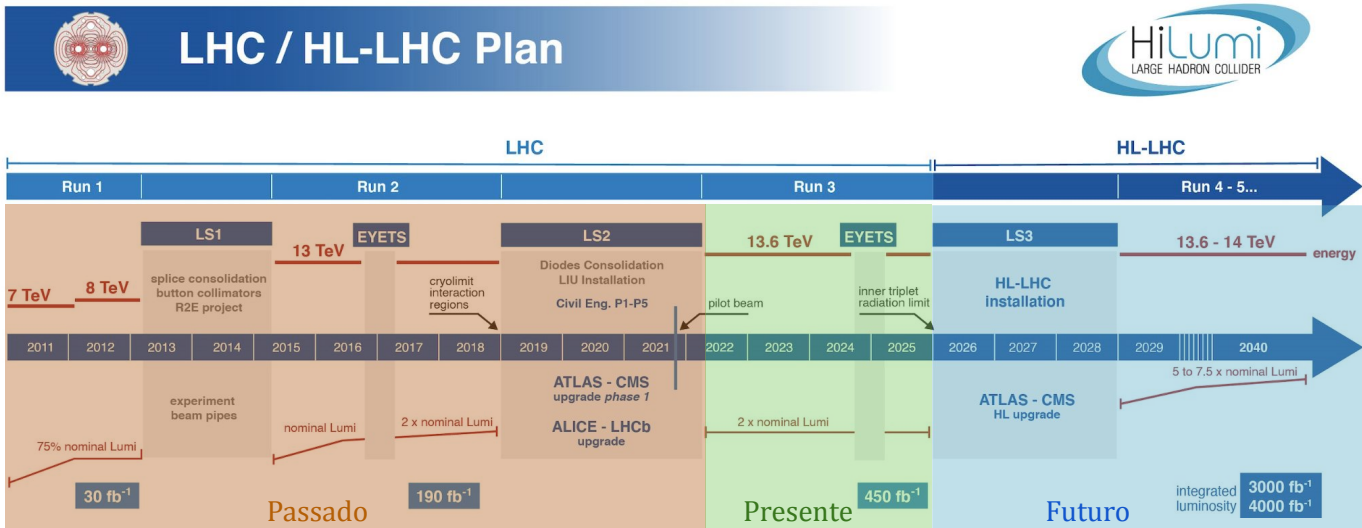 LHC / HL-LHC Plan
HiLumi
LARGE HADRON COLLIDER
LHC
HL-LHC
Run 1
Run 2
Run 3
Run 4 - 5...
LS1
EYETS
LS2
EYETS
LS3
13 TeV
13.6 TeV
13.6 - 14 TeV
energy
7 TeV
8 TeV
splice consolidation
button collimators
R2E project
cryolimit
interaction
regions
Diodes Consolidation
LIU Installation
Civil Eng. P1-P5
pilot beam
inner triplet
radiation limit
HL-LHC
installation
2011
2012
2013
2014
2015
2016
2017
2018
2019
2020
2021
2022
2023
2024
2025
2026
2027
2028
2029
2040
experiment
beam pipes
75% nominal Lumi
nominal Lumi
2 x nominal Lumi
ATLAS - CMS
upgrade phase 1
ALICE - LHCb
upgrade
2 x nominal Lumi
ATLAS - CMS
HL upgrade
5 to 7.5 x nominal Lumi
30 fb⁻¹
190 fb⁻¹
450 fb⁻¹
integrated
luminosity
3000 fb⁻¹
4000 fb⁻¹
Passado
Presente
Futuro